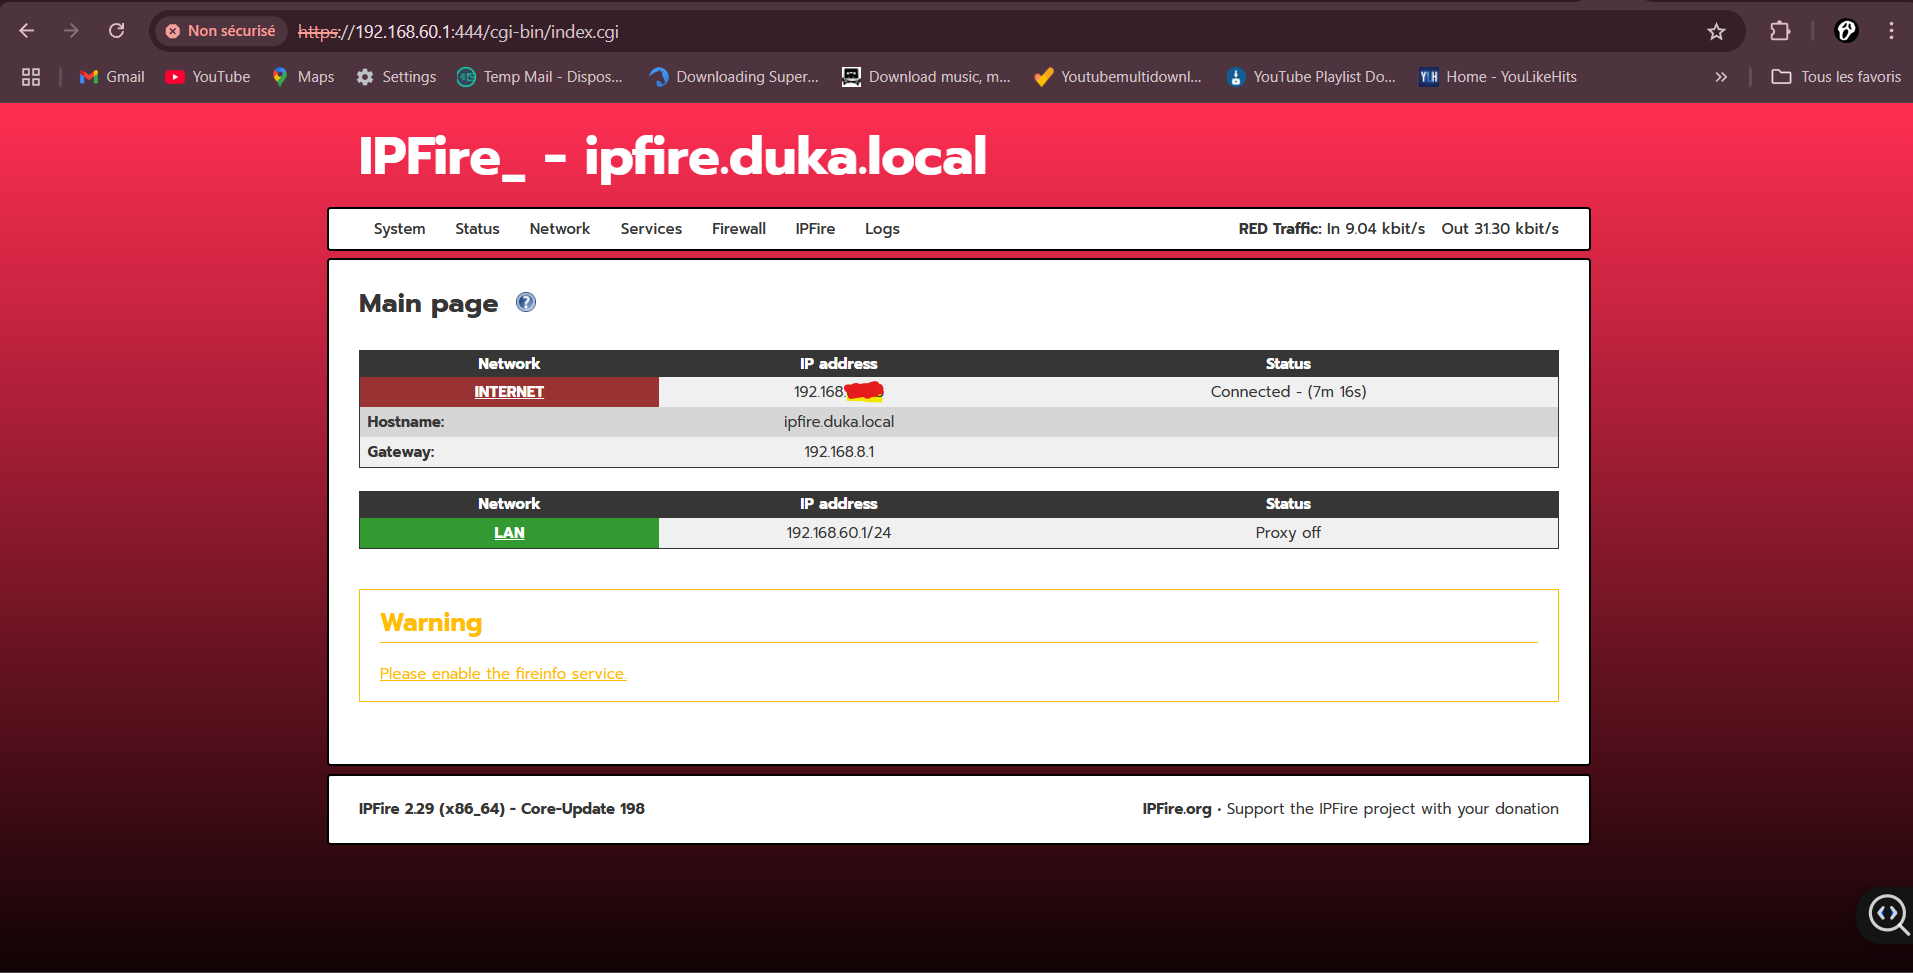 Non sécurisé https://192.168.60.1:444/cgi-bin/index.cgi
Gmail YouTube Maps Settings Temp Mail - Dispos... Downloading Super... Download music, m... Youtubemultidownl... YouTube Playlist Do... YLH Home - YouLikeHits » Tous les favoris
IPFire_ - ipfire.duka.local
System Status Network Services Firewall IPFire Logs RED Traffic: In 9.04 kbit/s Out 31.30 kbit/s
Main page ?
Network IP address Status
INTERNET 192.168. Connected - (7m 16s)
Hostname: ipfire.duka.local
Gateway: 192.168.8.1
Network IP address Status
LAN 192.168.60.1/24 Proxy off
Warning
Please enable the fireinfo service.
IPFire 2.29 (x86_64) - Core-Update 198 IPFire.org • Support the IPFire project with your donation